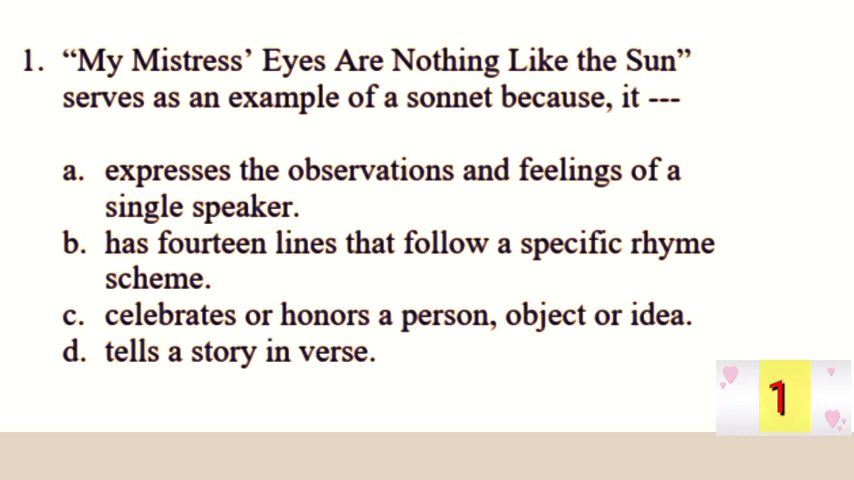 1. “My Mistress’ Eyes Are Nothing Like the Sun”
serves as an example of a sonnet because, it ---
a. expresses the observations and feelings of a
single speaker.
b. has fourteen lines that follow a specific rhyme
scheme.
c. celebrates or honors a person, object or idea.
d. tells a story in verse.
1